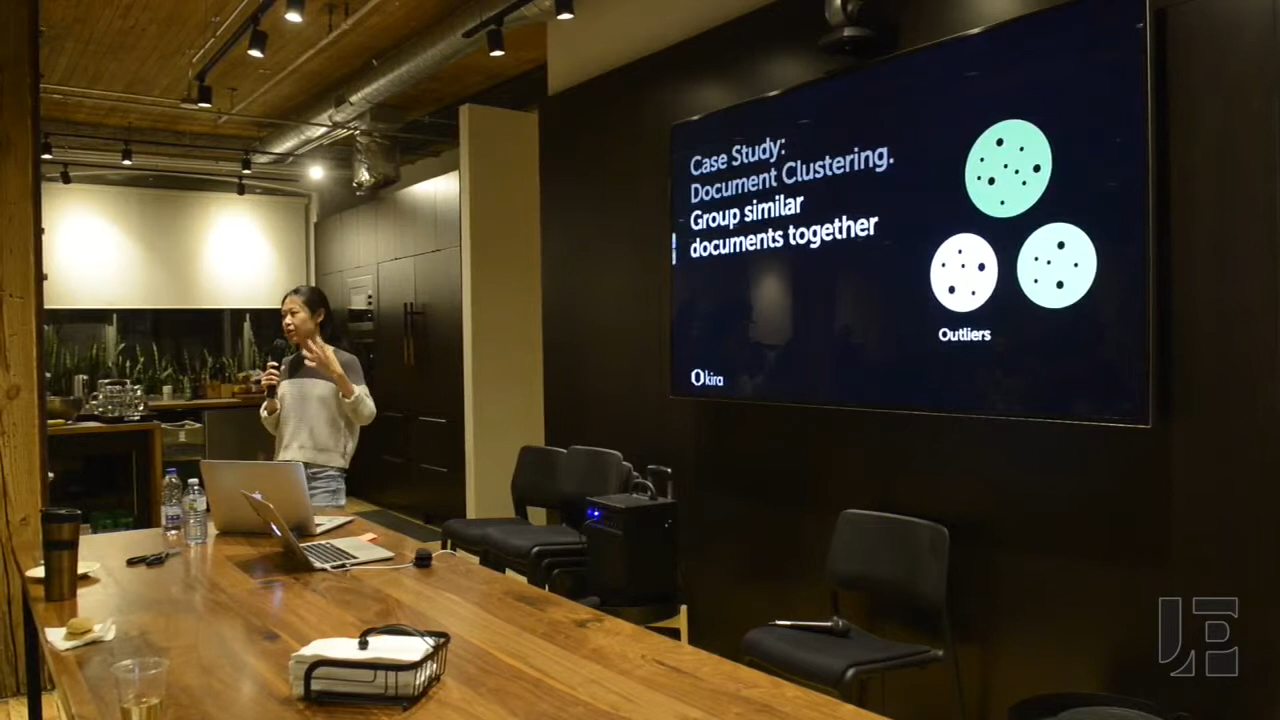 Case Study:
Document Clustering.
Group similar
documents together
Outliers
kira